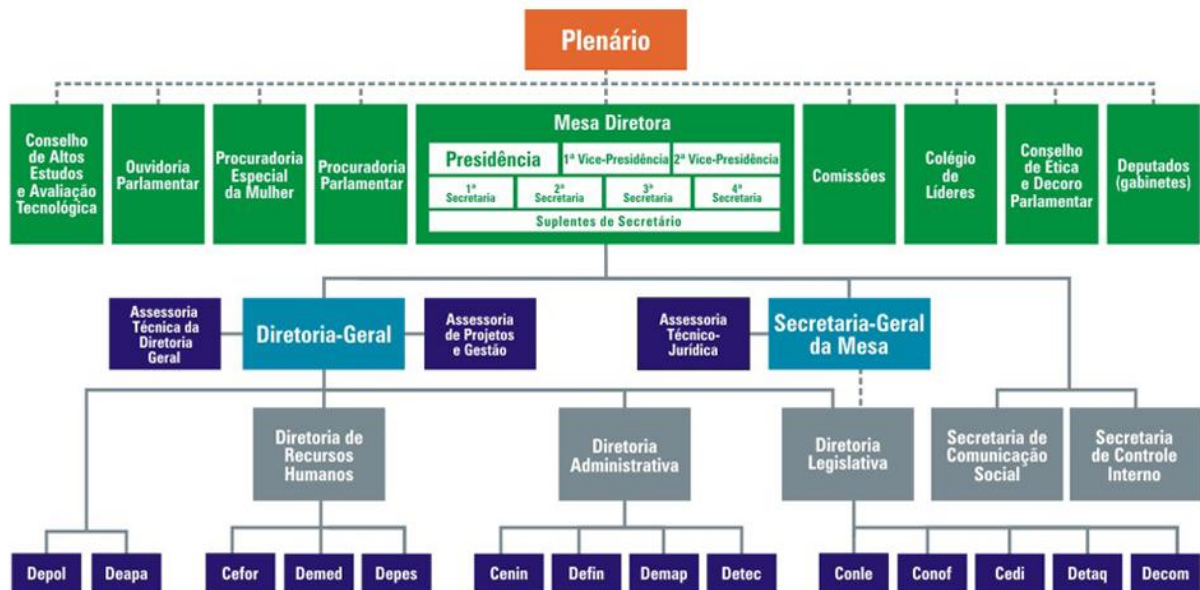 Plenário
Conselho
de Altos
Estudos
e Avaliação
Tecnológica
Ouvidoria
Parlamentar
Procuradoria
Especial
da Mulher
Procuradoria
Parlamentar
Mesa Diretora
Presidência
1ª Vice-Presidência
2ª Vice-Presidência
1ª
Secretaria
2ª
Secretaria
3ª
Secretaria
4ª
Secretaria
Suplentes de Secretário
Comissões
Colégio
de
Líderes
Conselho
de Ética
e Decoro
Parlamentar
Deputados
(gabinetes)
Assessoria
Técnica da
Diretoria
Geral
Diretoria-Geral
Assessoria
de Projetos
e Gestão
Assessoria
Técnico-
Jurídica
Secretaria-Geral
da Mesa
Diretoria de
Recursos
Humanos
Diretoria
Administrativa
Diretoria
Legislativa
Secretaria de
Comunicação
Social
Secretaria
de Controle
Interno
Depol
Deapa
Cefor
Demed
Depes
Cenin
Defin
Demap
Detec
Conle
Conof
Cedi
Detaq
Decom